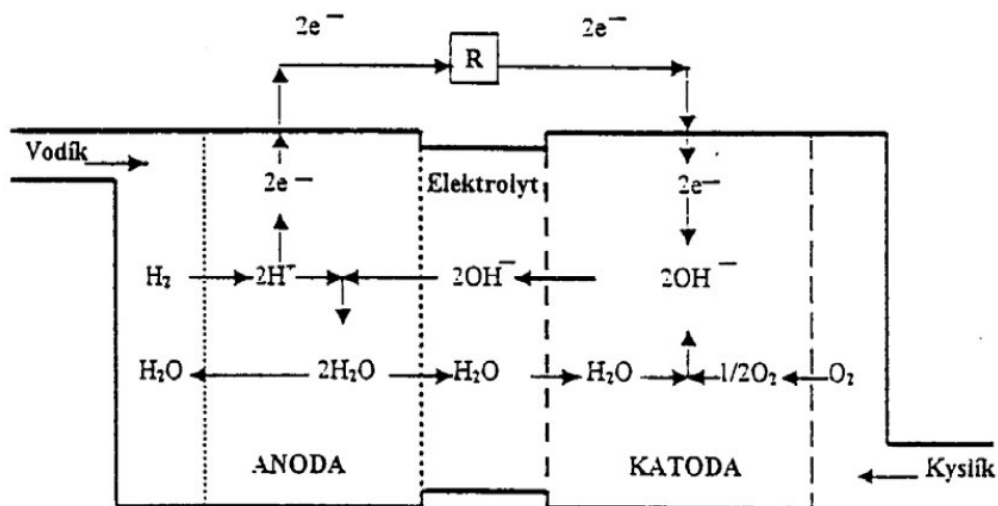 2e⁻ 2e⁻
R
Vodík
2e⁻ Elektrolyt 2e⁻
H₂ 2H⁺ 2OH⁻ 2OH⁻
H₂O 2H₂O H₂O H₂O 1/2O₂ O₂
ANODA KATODA
Kyslík